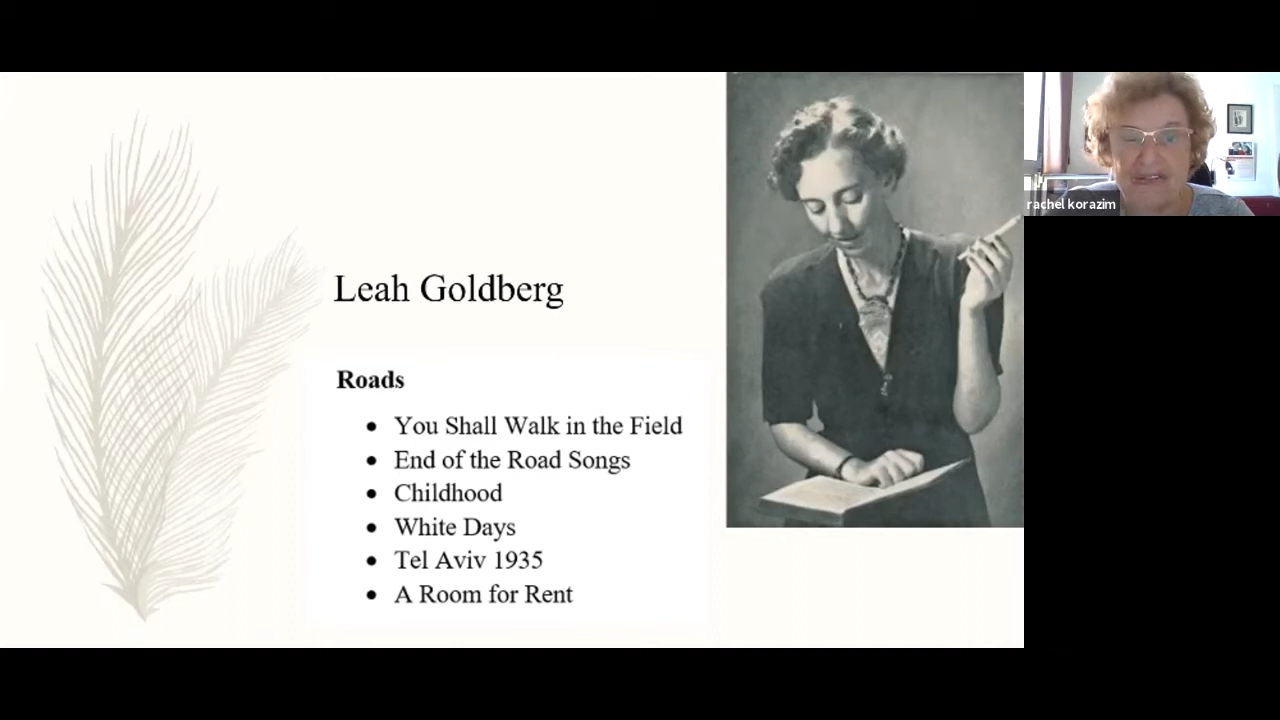 Leah Goldberg
Roads
• You Shall Walk in the Field
• End of the Road Songs
• Childhood
• White Days
• Tel Aviv 1935
• A Room for Rent
rachel korazim